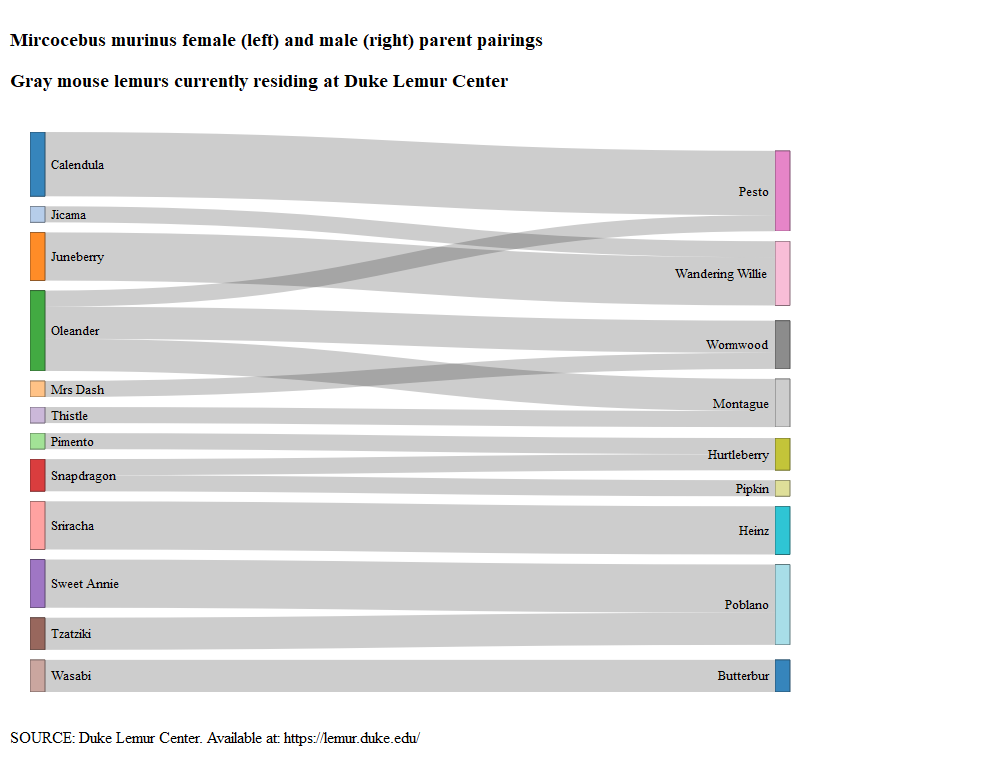 Mircocebus murinus female (left) and male (right) parent pairings
Gray mouse lemurs currently residing at Duke Lemur Center
Calendula
Jicama
Juneberry
Oleander
Mrs Dash
Thistle
Pimento
Snapdragon
Sriracha
Sweet Annie
Tzatziki
Wasabi
Pesto
Wandering Willie
Wormwood
Montague
Hurtleberry
Pipkin
Heinz
Poblano
Butterbur
SOURCE: Duke Lemur Center. Available at: https://lemur.duke.edu/